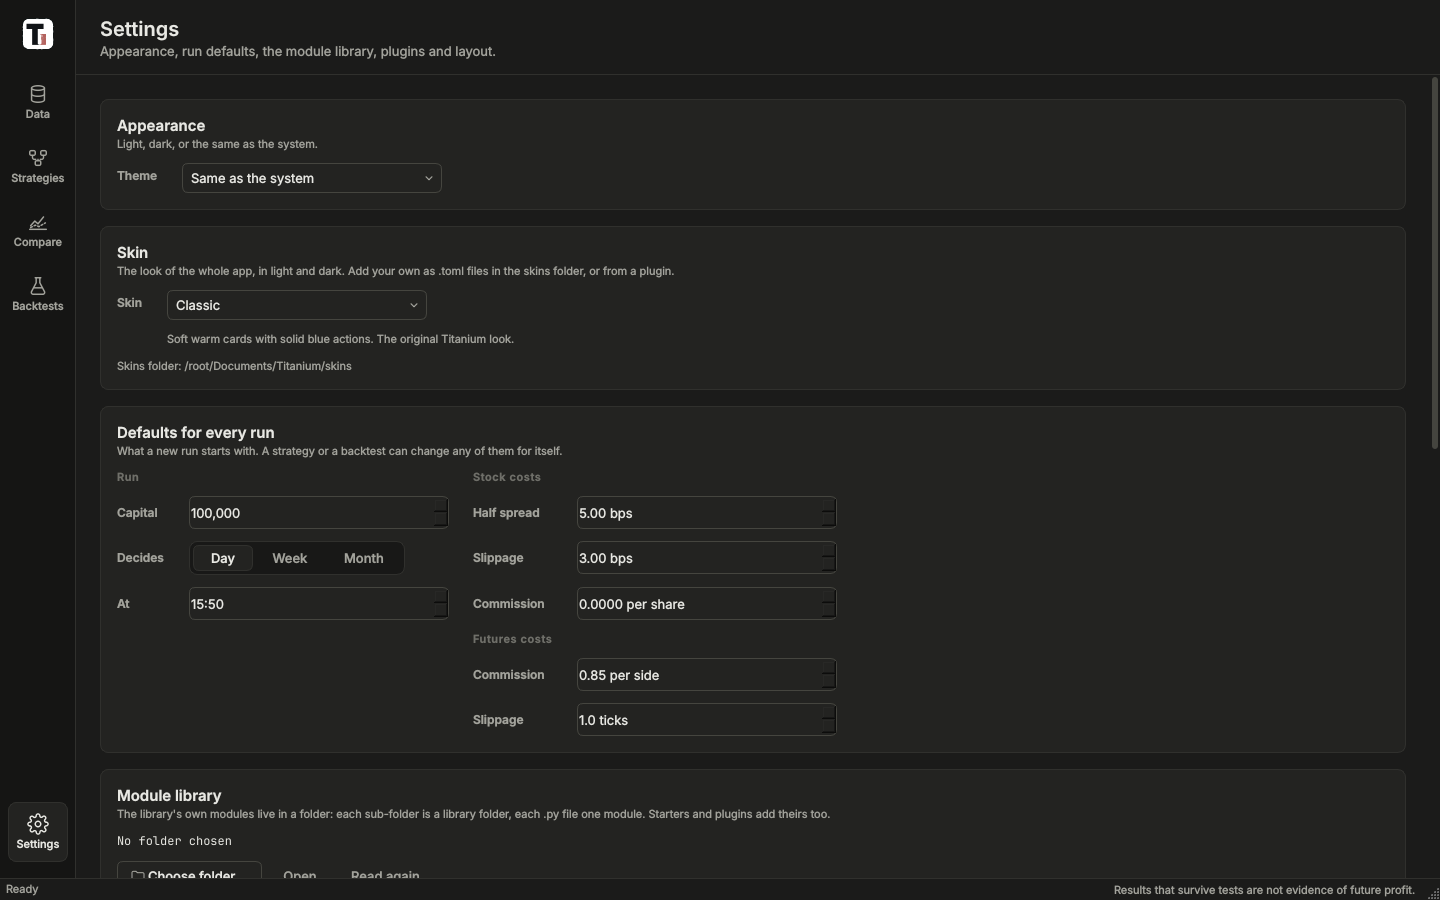 Ti
Settings
Appearance, run defaults, the module library, plugins and layout.
Data
Strategies
Compare
Backtests
Settings
Appearance
Light, dark, or the same as the system.
Theme Same as the system
Skin
The look of the whole app, in light and dark. Add your own as .toml files in the skins folder, or from a plugin.
Skin Classic
Soft warm cards with solid blue actions. The original Titanium look.
Skins folder: /root/Documents/Titanium/skins
Defaults for every run
What a new run starts with. A strategy or a backtest can change any of them for itself.
Run
Capital 100,000
Decides Day Week Month
At 15:50
Stock costs
Half spread 5.00 bps
Slippage 3.00 bps
Commission 0.0000 per share
Futures costs
Commission 0.85 per side
Slippage 1.0 ticks
Module library
The library's own modules live in a folder: each sub-folder is a library folder, each .py file one module. Starters and plugins add theirs too.
No folder chosen
Choose folder Open Read again
Ready
Results that survive tests are not evidence of future profit.